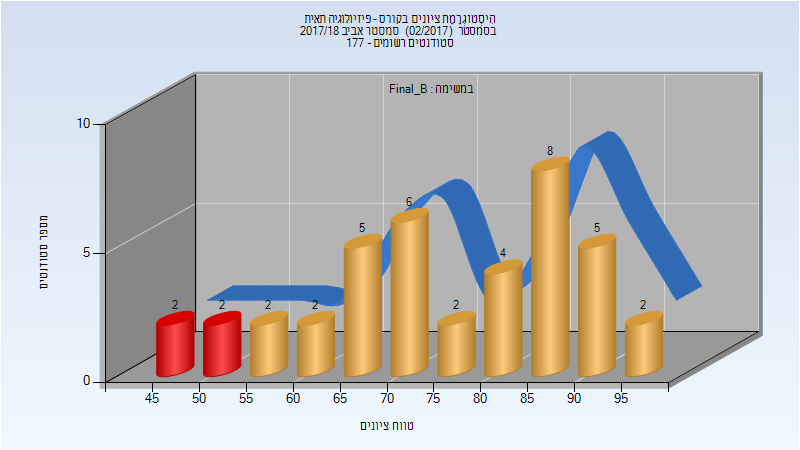 היסטוגרמת ציונים בקורס - פיזיולוגיה תאית
בסמסטר (02/2017) סמסטר אביב 2017/18
סטודנטים רשומים - 177
במשימה : Final_B
10
5
0
מספר סטודנטים
2 2 2 2 5 6 2 4 8 5 2
45 50 55 60 65 70 75 80 85 90 95
טווח ציונים